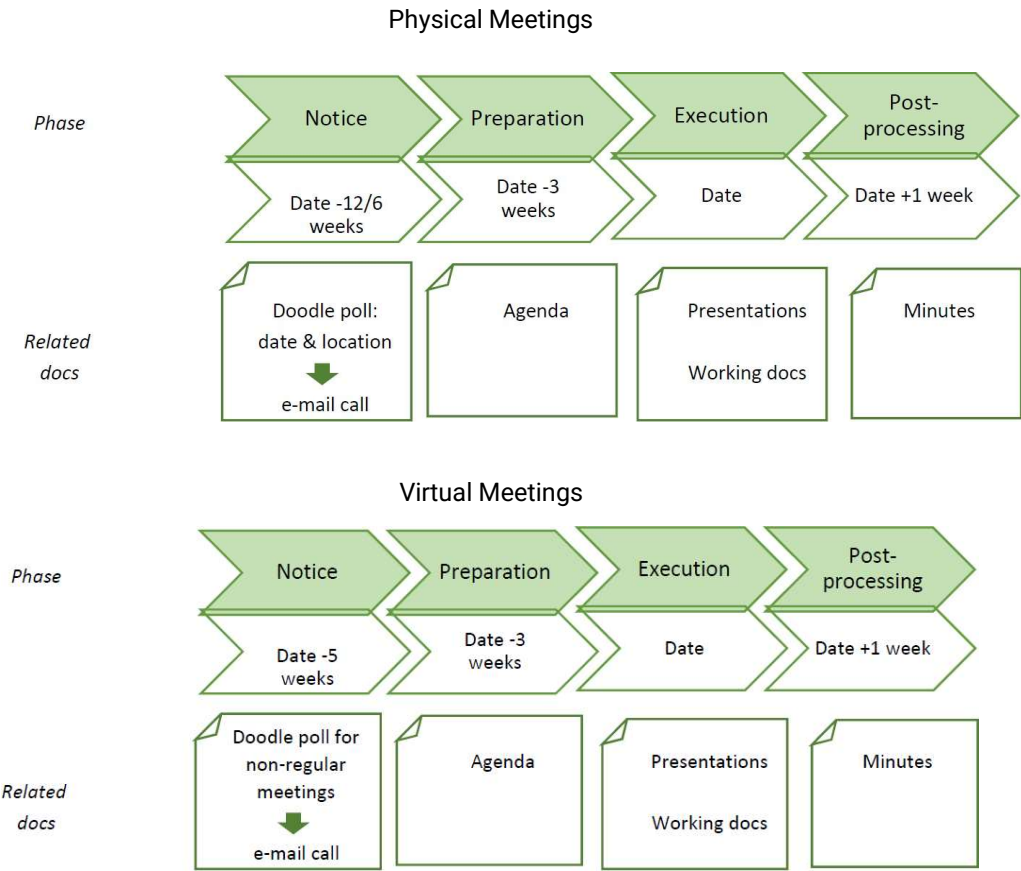 Physical Meetings
Phase
Notice
Preparation
Execution
Post-
processing
Date -12/6
weeks
Date -3
weeks
Date
Date +1 week
Related
docs
Doodle poll:
date & location
e-mail call
Agenda
Presentations
Working docs
Minutes
Virtual Meetings
Phase
Notice
Preparation
Execution
Post-
processing
Date -5
weeks
Date -3
weeks
Date
Date +1 week
Related
docs
Doodle poll for
non-regular
meetings
e-mail call
Agenda
Presentations
Working docs
Minutes